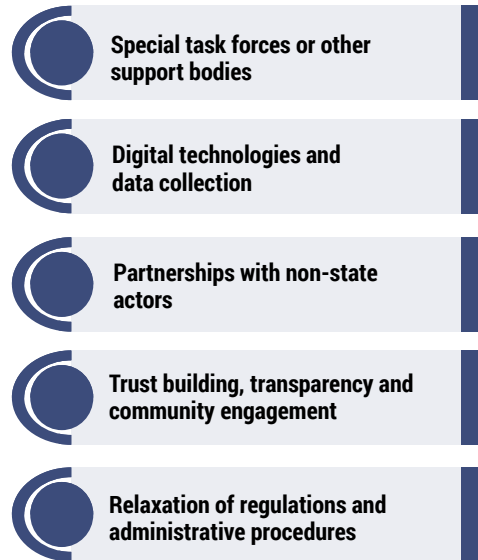 Special task forces or other
support bodies
Digital technologies and
data collection
Partnerships with non-state
actors
Trust building, transparency and
community engagement
Relaxation of regulations and
administrative procedures